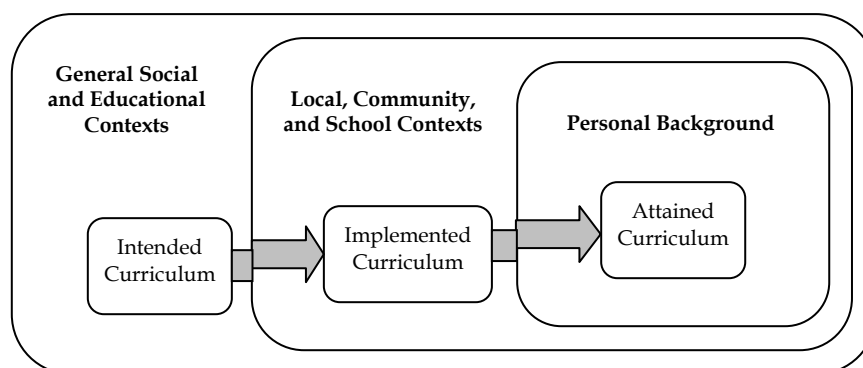 General Social
and Educational
Contexts
Local, Community,
and School Contexts
Personal Background
Intended
Curriculum
Implemented
Curriculum
Attained
Curriculum